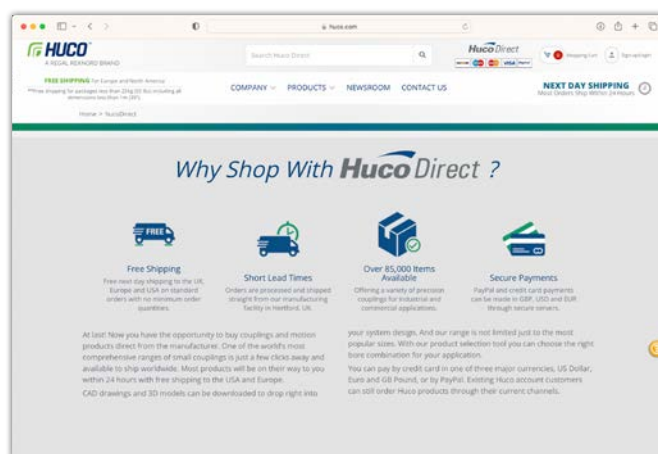 huco.com
HUCO
A REGAL REXNORD BRAND
Search Huco Direct
Huco Direct
VISA PayPal
0 Shopping Cart
FREE SHIPPING For Europe and North America
COMPANY PRODUCTS NEWSROOM CONTACT US
NEXT DAY SHIPPING
Most Orders Ship Within 24 Hours
Home > HucoDirect
Why Shop With Huco Direct ?
FREE
Free Shipping
Free next day shipping to the UK,
Europe and USA on standard
orders with no minimum order
quantities.
Short Lead Times
Orders are processed and shipped
straight from our manufacturing
facility in Hertford, UK.
Over 85,000 Items
Available
Offering a variety of precision
couplings for industrial and
commercial applications.
Secure Payments
PayPal and credit card payments
can be made in GBP, USD and EUR
through secure servers.
At last! Now you have the opportunity to buy couplings and motion
products direct from the manufacturer. One of the world's most
comprehensive ranges of small couplings is just a few clicks away and
available to ship worldwide. Most products will be on their way to you
within 24 hours with free shipping to the USA and Europe.
CAD drawings and 3D models can be downloaded to drop right into
your system design. And our range is not limited just to the most
popular sizes. With our product selection tool you can choose the right
bore combination for your application.
You can pay by credit card in one of three major currencies, US Dollar,
Euro and GB Pound, or by PayPal. Existing Huco account customers
can still order Huco products through their current channels.